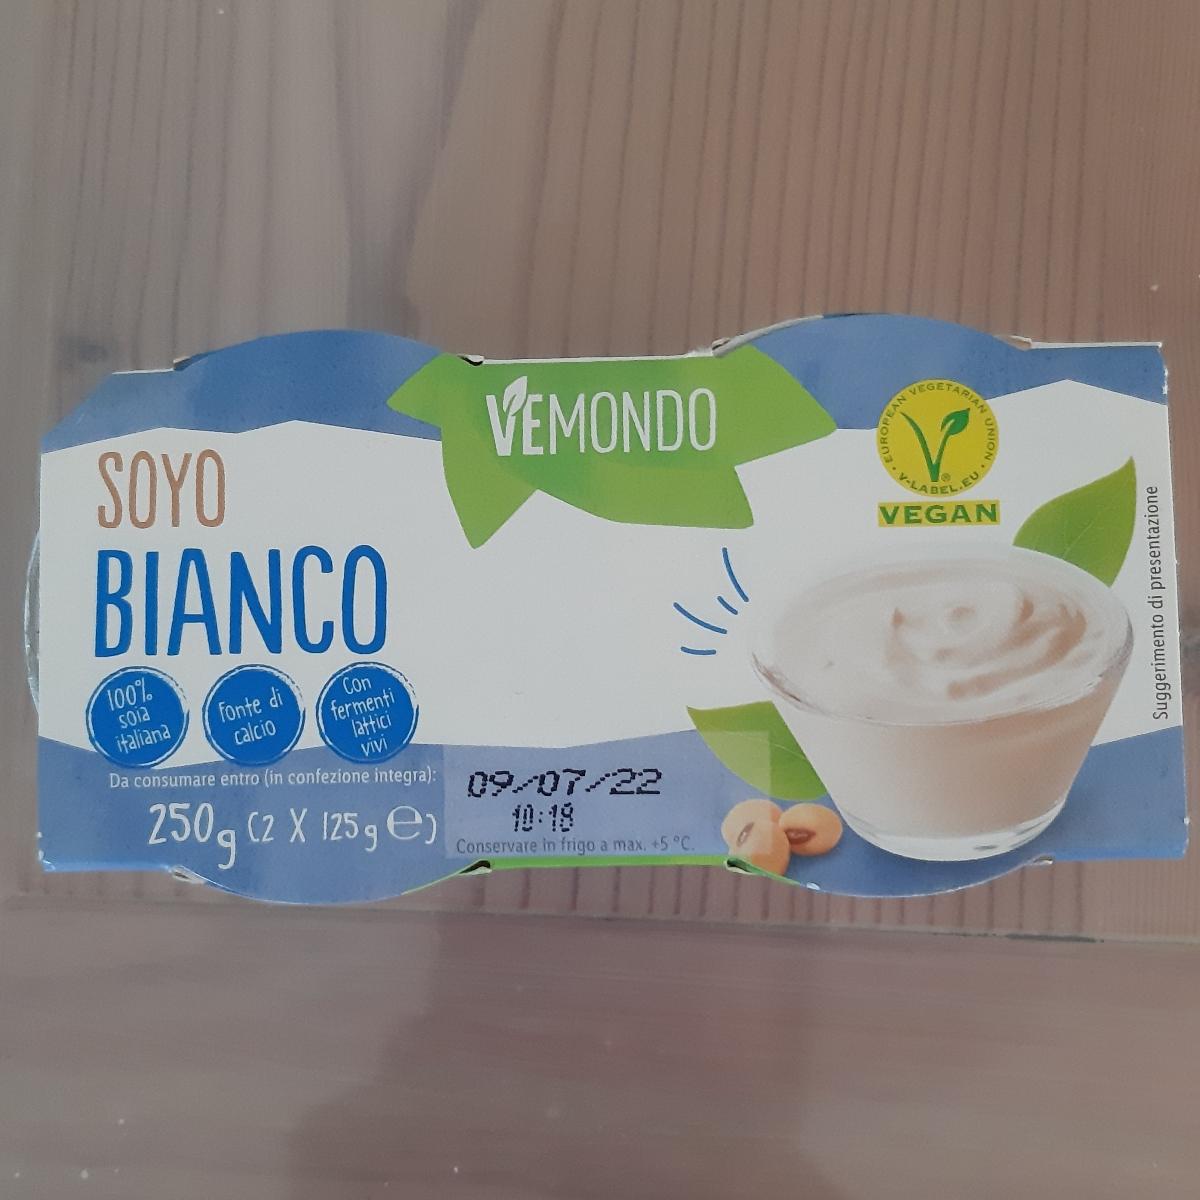 VEMONDO
SOYO
BIANCO
100%
soia
italiana
Fonte di
calcio
Con
fermenti
lattici
vivi
Da consumare entro (in confezione integra):
09/07/22
10:18
250g (2 X 125g e)
Conservare in frigo a max. +5 °C.
EUROPEAN VEGETARIAN UNION
V-LABEL.EU
®
VEGAN
Suggerimento di presentazione